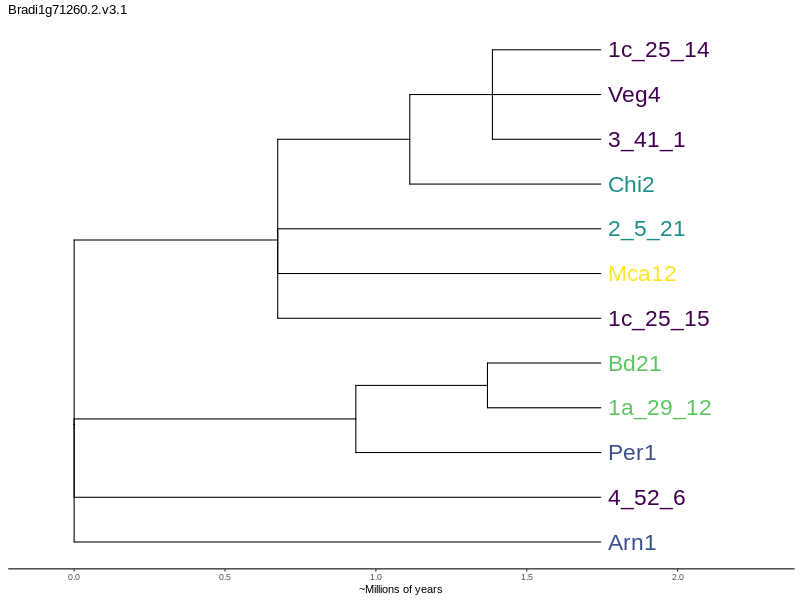 Bradi1g71260.2.v3.1
1c_25_14
Veg4
3_41_1
Chi2
2_5_21
Mca12
1c_25_15
Bd21
1a_29_12
Per1
4_52_6
Arn1
0.0 0.5 1.0 1.5 2.0
~Millions of years